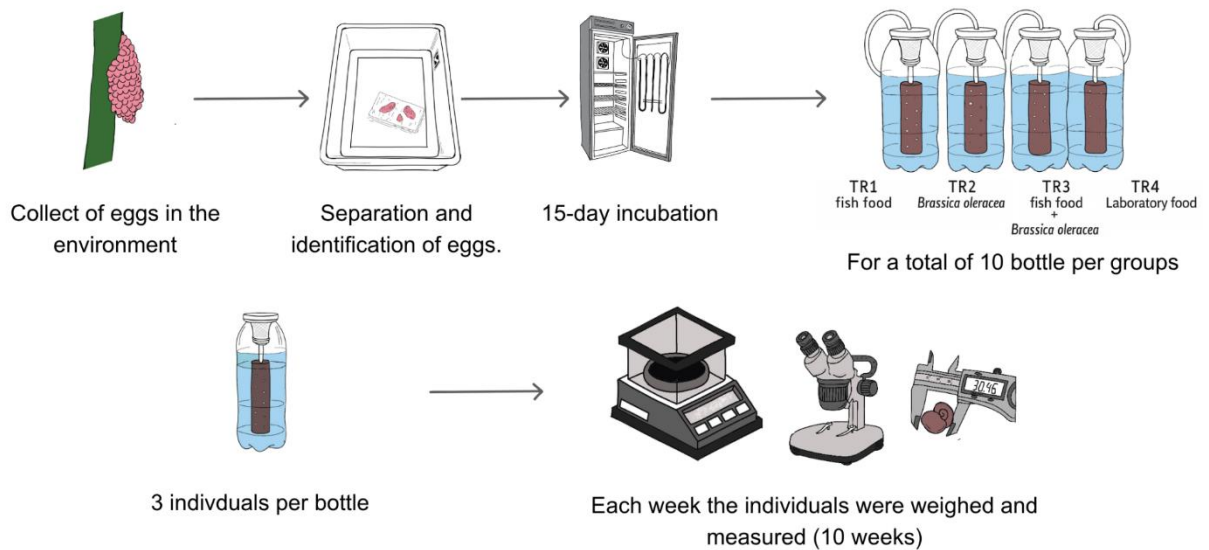 Collect of eggs in the
environment
Separation and
identification of eggs.
15-day incubation
TR1
fish food
TR2
Brassica oleracea
TR3
fish food
+
Brassica oleracea
TR4
Laboratory food
For a total of 10 bottle per groups
3 indivduals per bottle
30.46
Each week the individuals were weighed and
measured (10 weeks)